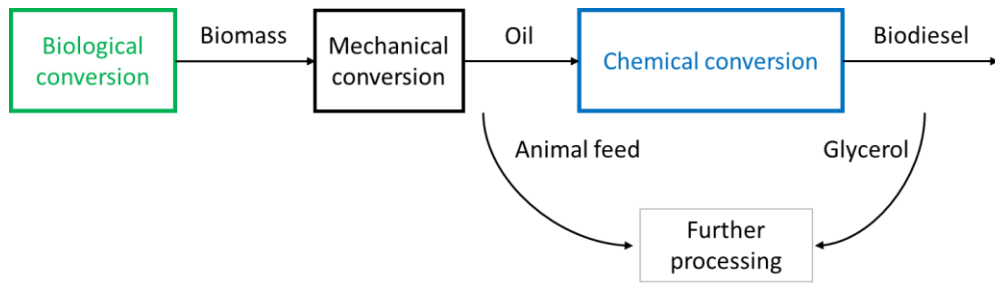 Biological
conversion
Biomass
Mechanical
conversion
Oil
Chemical conversion
Biodiesel
Animal feed
Glycerol
Further
processing